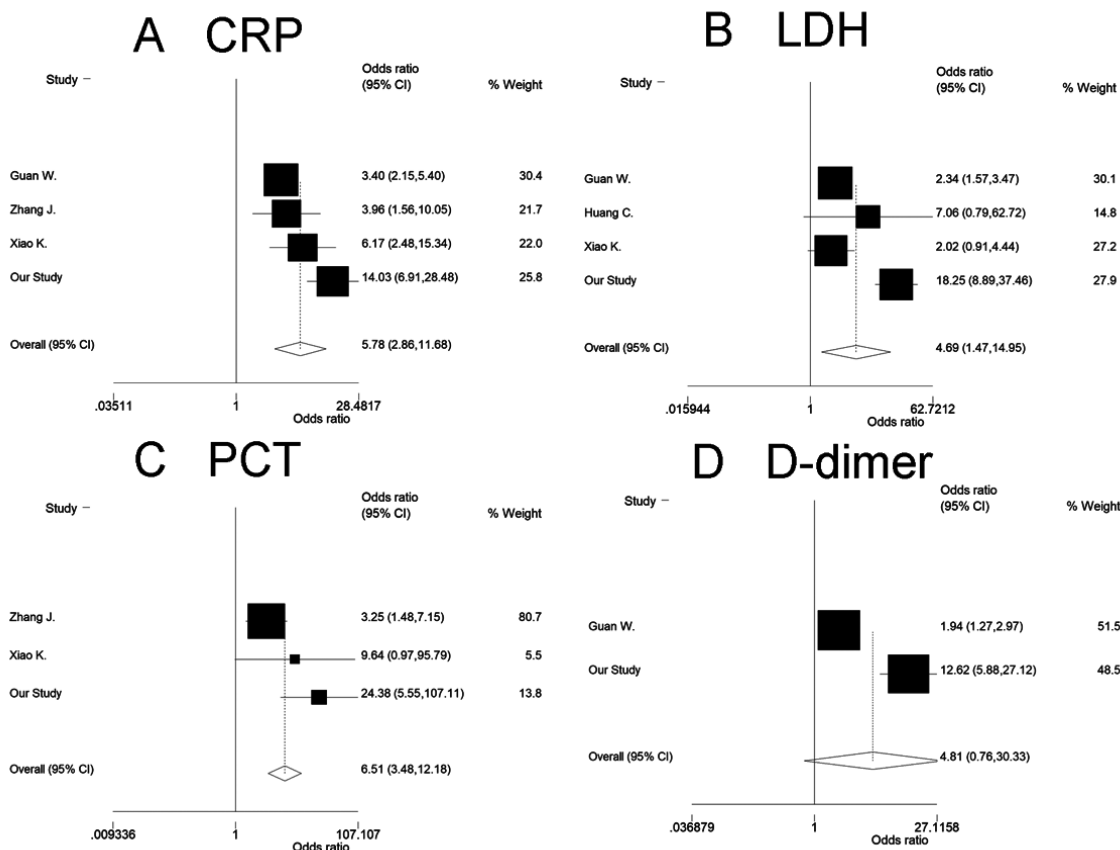 A CRP
Study
Odds ratio
(95% CI)
% Weight
Guan W. 3.40 (2.15,5.40) 30.4
Zhang J. 3.96 (1.56,10.05) 21.7
Xiao K. 6.17 (2.48,15.34) 22.0
Our Study 14.03 (6.91,28.48) 25.8
Overall (95% CI) 5.78 (2.86,11.68)
.03511 1 28.4817
Odds ratio
B LDH
Study
Odds ratio
(95% CI)
% Weight
Guan W. 2.34 (1.57,3.47) 30.1
Huang C. 7.06 (0.79,62.72) 14.8
Xiao K. 2.02 (0.91,4.44) 27.2
Our Study 18.25 (8.89,37.46) 27.9
Overall (95% CI) 4.69 (1.47,14.95)
.015944 1 62.7212
Odds ratio
C PCT
Study
Odds ratio
(95% CI)
% Weight
Zhang J. 3.25 (1.48,7.15) 80.7
Xiao K. 9.64 (0.97,95.79) 5.5
Our Study 24.38 (5.55,107.11) 13.8
Overall (95% CI) 6.51 (3.48,12.18)
.009336 1 107.107
Odds ratio
D D-dimer
Study
Odds ratio
(95% CI)
% Weight
Guan W. 1.94 (1.27,2.97) 51.5
Our Study 12.62 (5.88,27.12) 48.5
Overall (95% CI) 4.81 (0.76,30.33)
.036879 1 27.1158
Odds ratio